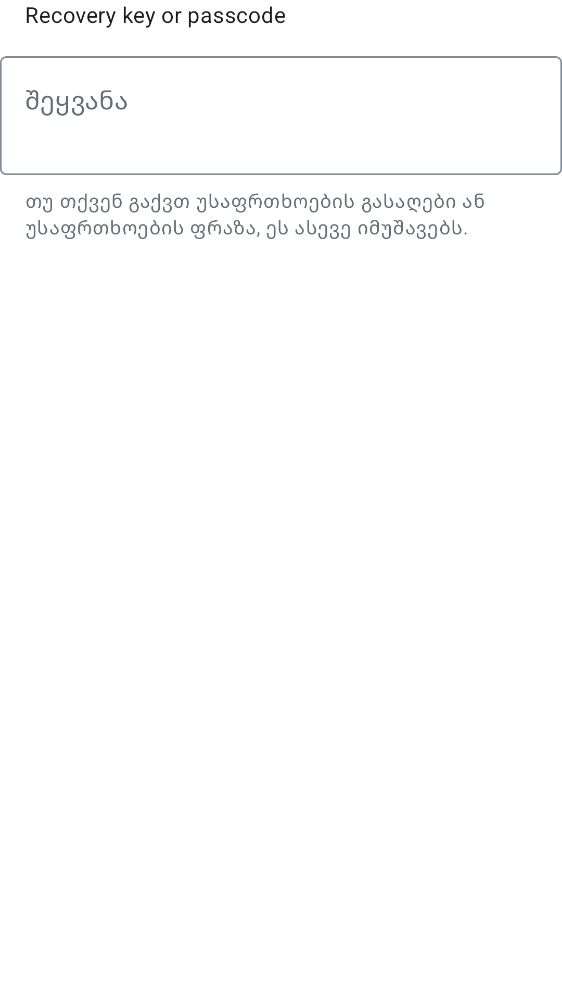 Recovery key or passcode
შეყვანა
თუ თქვენ გაქვთ უსაფრთხოების გასაღები ან
უსაფრთხოების ფრაზა, ეს ასევე იმუშავებს.